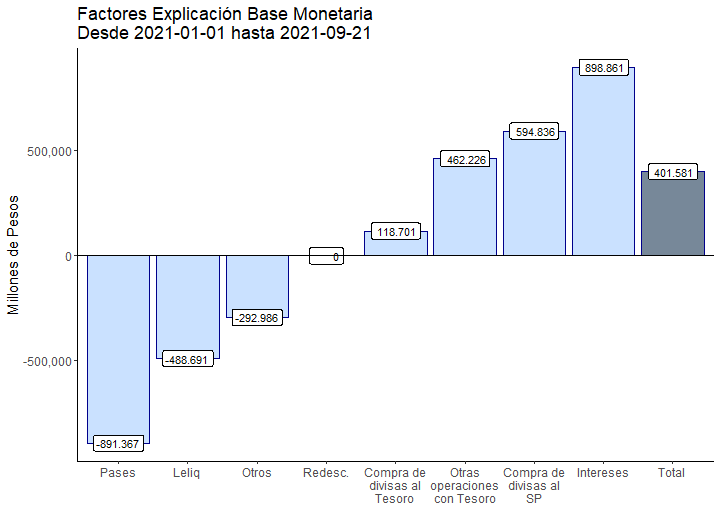 Factores Explicación Base Monetaria
Desde 2021-01-01 hasta 2021-09-21
Millones de Pesos
500,000
0
-500,000
-891.367
-488.691
-292.986
0
118.701
462.226
594.836
898.861
401.581
Pases
Leliq
Otros
Redesc.
Compra de
divisas al
Tesoro
Otras
operaciones
con Tesoro
Compra de
divisas al
SP
Intereses
Total